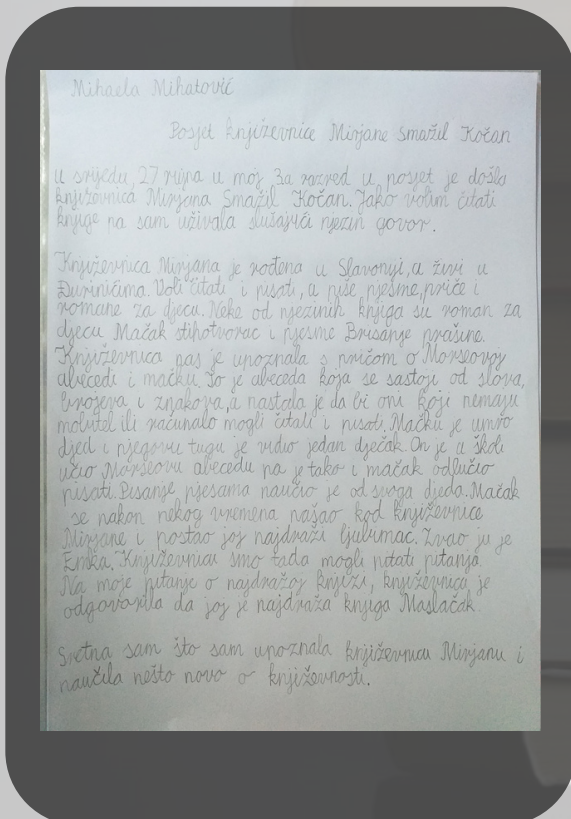 Mihaela Mihatović
Posjet književnice Mirjane Smažil Kočan
U srijedu, 27 rujna u moj 3a razred u posjet je došla
književnica Mirjana Smažil Kočan. Jako volim čitati
knjige pa sam uživala slušajući njezin govor.
Književnica Mirjana je rođena u Slavoniji, a živi u
Đurinićima. Voli čitati i pisati, a piše pjesme, priče i
romane za djecu. Neke od njezinih knjiga su roman za
djecu Mačak stihotvorac i pjesme Brisanje prašine.
Književnica nas je upoznala s pričom o Morseovoj
abecedi i mačku. To je abeceda koja se sastoji od slova,
brojeva i znakova, a nastala je da bi oni koji nemaju
mobitel ili računalo mogli čitati i pisati. Mačku je umro
djed i njegovu tugu je vidio jedan dječak. On je u školi
učio Morseovu abecedu pa je tako i mačak odlučio
pisati. Pisanje pjesama naučio je od svoga djeda. Mačak
se nakon nekog vremena našao kod književnice
Mirjane i postao joj najdraži ljubimac. Zvao ju je
Emka. Književnicu smo tada mogli pitati pitanja.
Na moje pitanje o najdražoj knjizi, književnica je
odgovorila da joj je najdraža knjiga Maslačak.
Sretna sam što sam upoznala književnicu Mirjanu i
naučila nešto novo o književnosti.